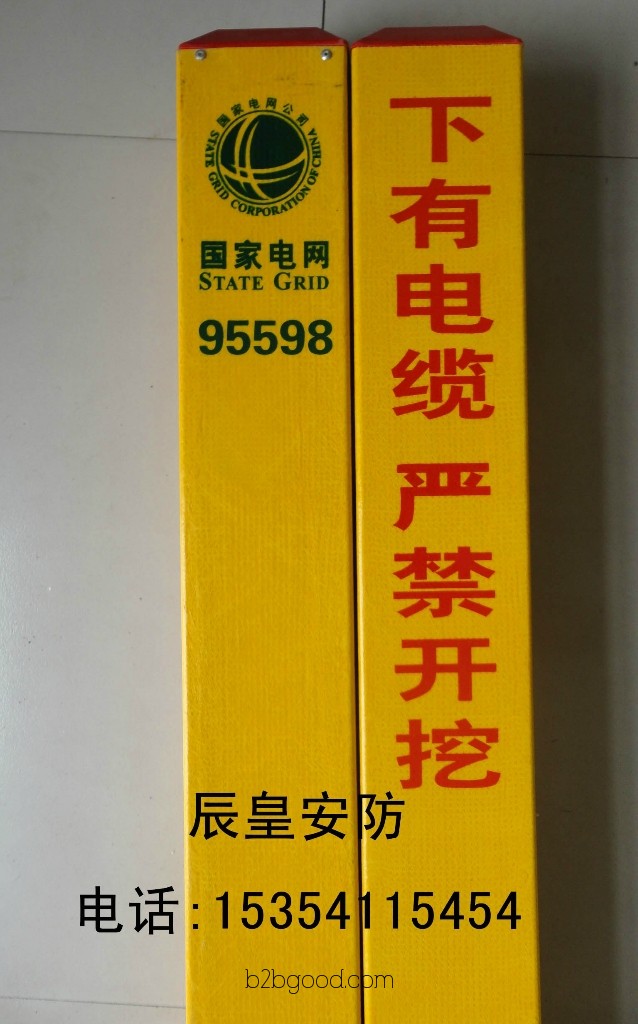 国家电网公司
STATE GRID CORPORATION OF CHINA
国家电网
STATE GRID
95598
下有电缆 严禁开挖
辰皇安防
电话:15354115454
b2bgood.com